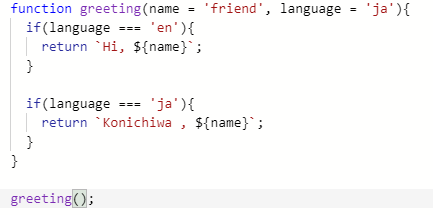 function greeting(name = 'friend', language = 'ja'){
  if(language === 'en'){
    return `Hi, ${name}`;
  }

  if(language === 'ja'){
    return `Konichiwa , ${name}`;
  }
}

greeting();